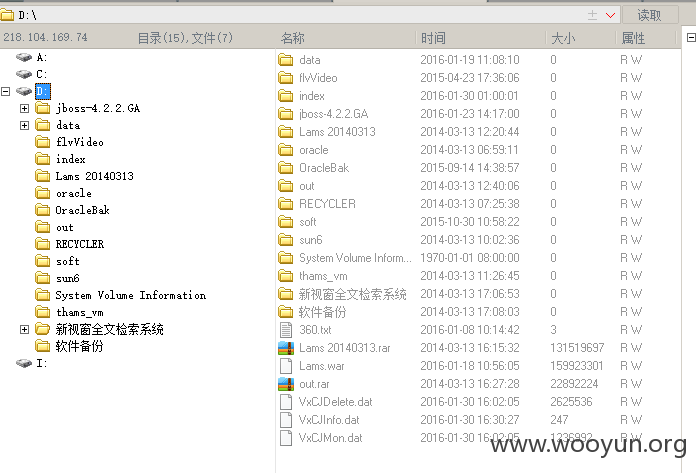 D:\ 读取
218.104.169.74 目录(15),文件(7) 名称 时间 大小 属性
A:
C:
D:
jboss-4.2.2.GA
data
flvVideo
index
Lams 20140313
oracle
OracleBak
out
RECYCLER
soft
sun6
System Volume Information
thams_vm
新视窗全文检索系统
软件备份
I:
data 2016-01-19 11:08:10 0 R W
flvVideo 2015-04-23 17:36:06 0 R W
index 2016-01-30 01:00:01 0 R W
jboss-4.2.2.GA 2016-01-23 14:17:00 0 R W
Lams 20140313 2014-03-13 12:20:44 0 R W
oracle 2014-03-13 06:59:11 0 R W
OracleBak 2015-09-14 14:38:57 0 R W
out 2014-03-13 12:40:06 0 R W
RECYCLER 2014-03-13 07:25:38 0 R W
soft 2015-10-30 10:58:22 0 R W
sun6 2014-03-13 10:02:36 0 R W
System Volume Inform... 1970-01-01 08:00:00 0 R W
thams_vm 2014-03-13 11:26:45 0 R W
新视窗全文检索系统 2014-03-13 17:06:53 0 R W
软件备份 2014-03-13 17:08:03 0 R W
360.txt 2016-01-08 10:14:42 3 R W
Lams 20140313.rar 2014-03-13 16:15:32 131519697 R W
Lams.war 2016-01-18 10:56:05 159923301 R W
out.rar 2014-03-13 16:27:28 22892224 R W
VxCJDelete.dat 2016-01-30 16:02:05 2625536 R W
VxCJInfo.dat 2016-01-30 16:30:27 247 R W
VxCJMon.dat 2016-01-30 16:02:05 1236992 R W
www.wooyun.org